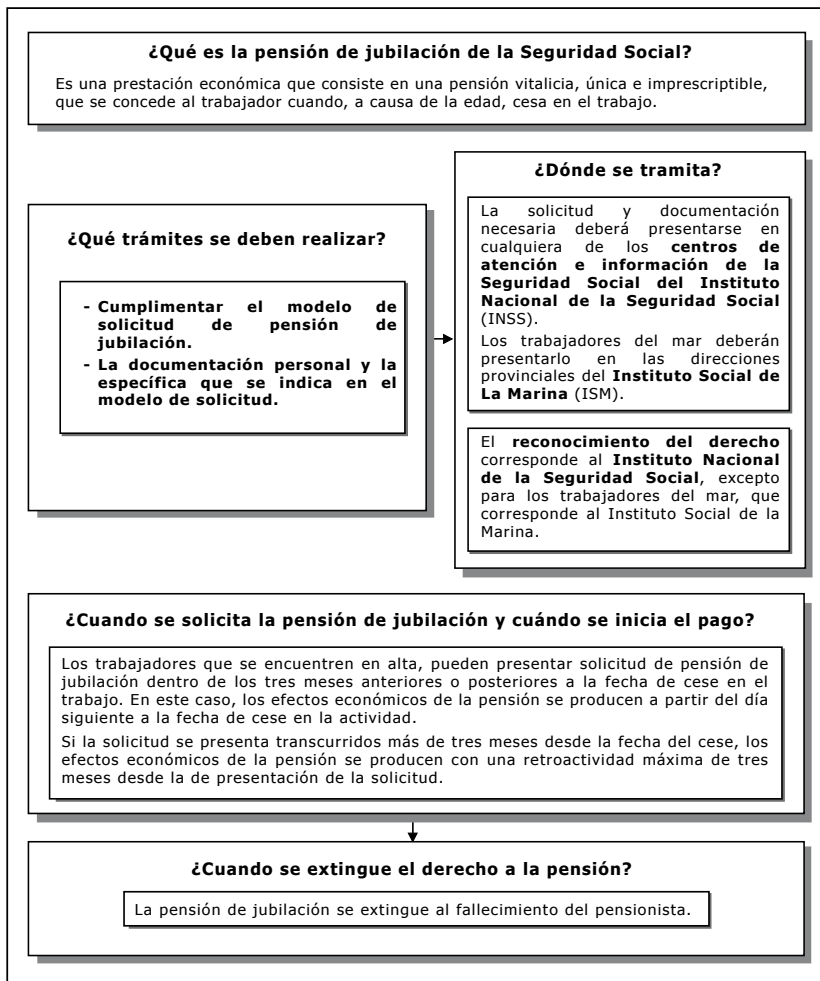 ¿Qué es la pensión de jubilación de la Seguridad Social?
Es una prestación económica que consiste en una pensión vitalicia, única e imprescriptible,
que se concede al trabajador cuando, a causa de la edad, cesa en el trabajo.
¿Qué trámites se deben realizar?
- Cumplimentar el modelo de
solicitud de pensión de
jubilación.
- La documentación personal y la
específica que se indica en el
modelo de solicitud.
¿Dónde se tramita?
La solicitud y documentación
necesaria deberá presentarse en
cualquiera de los centros de
atención e información de la
Seguridad Social del Instituto
Nacional de la Seguridad Social
(INSS).
Los trabajadores del mar deberán
presentarlo en las direcciones
provinciales del Instituto Social de
La Marina (ISM).
El reconocimiento del derecho
corresponde al Instituto Nacional
de la Seguridad Social, excepto
para los trabajadores del mar, que
corresponde al Instituto Social de la
Marina.
¿Cuando se solicita la pensión de jubilación y cuándo se inicia el pago?
Los trabajadores que se encuentren en alta, pueden presentar solicitud de pensión de
jubilación dentro de los tres meses anteriores o posteriores a la fecha de cese en el
trabajo. En este caso, los efectos económicos de la pensión se producen a partir del día
siguiente a la fecha de cese en la actividad.
Si la solicitud se presenta transcurridos más de tres meses desde la fecha del cese, los
efectos económicos de la pensión se producen con una retroactividad máxima de tres
meses desde la de presentación de la solicitud.
¿Cuando se extingue el derecho a la pensión?
La pensión de jubilación se extingue al fallecimiento del pensionista.